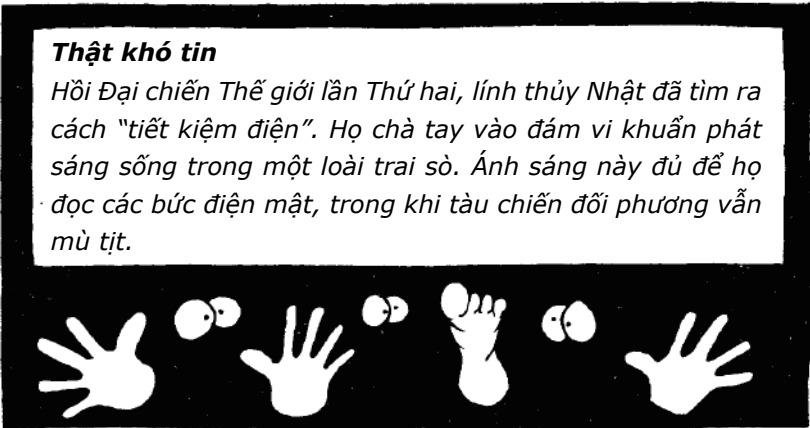 Thật khó tin
Hồi Đại chiến Thế giới lần Thứ hai, lính thủy Nhật đã tìm ra
cách “tiết kiệm điện”. Họ chà tay vào đám vi khuẩn phát
sáng sống trong một loài trai sò. Ánh sáng này đủ để họ
đọc các bức điện mật, trong khi tàu chiến đối phương vẫn
mù tịt.